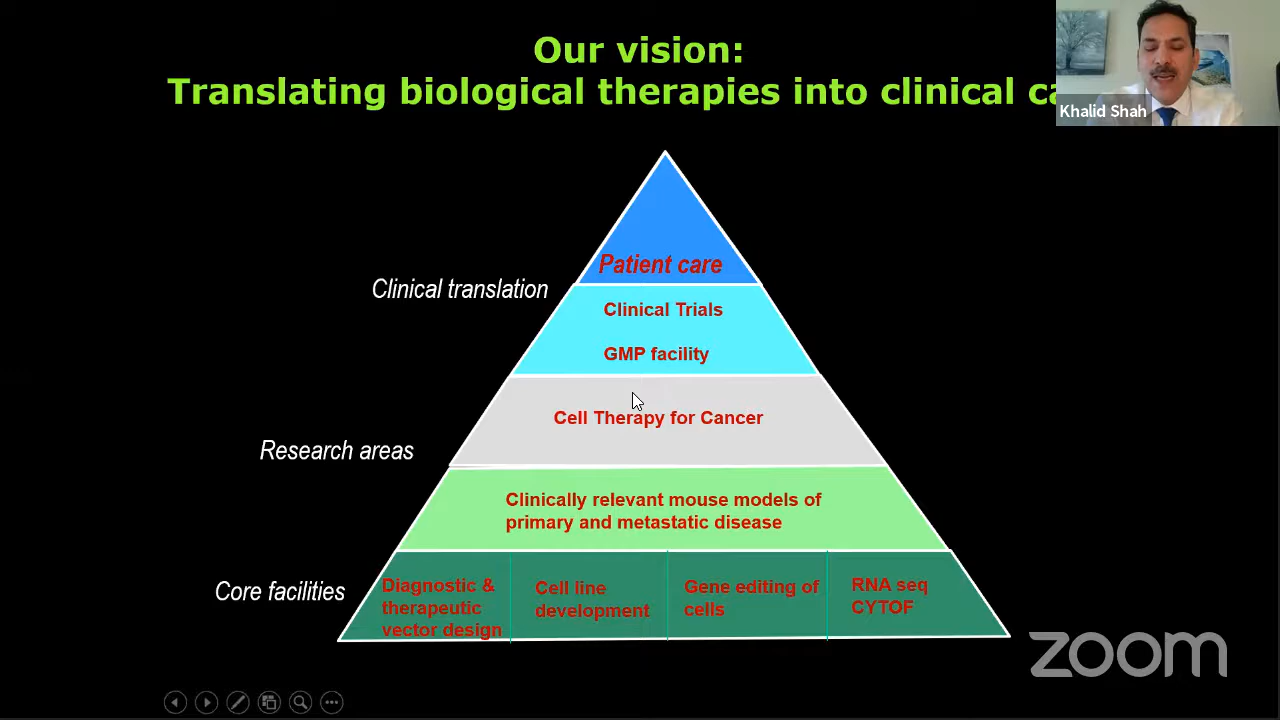 Our vision:
Translating biological therapies into clinical
Khalid Shah
Patient care
Clinical translation
Clinical Trials
GMP facility
Cell Therapy for Cancer
Research areas
Clinically relevant mouse models of
primary and metastatic disease
Core facilities
Diagnostic &
therapeutic
vector design
Cell line
development
Gene editing of
cells
RNA seq
CYTOF
zoom